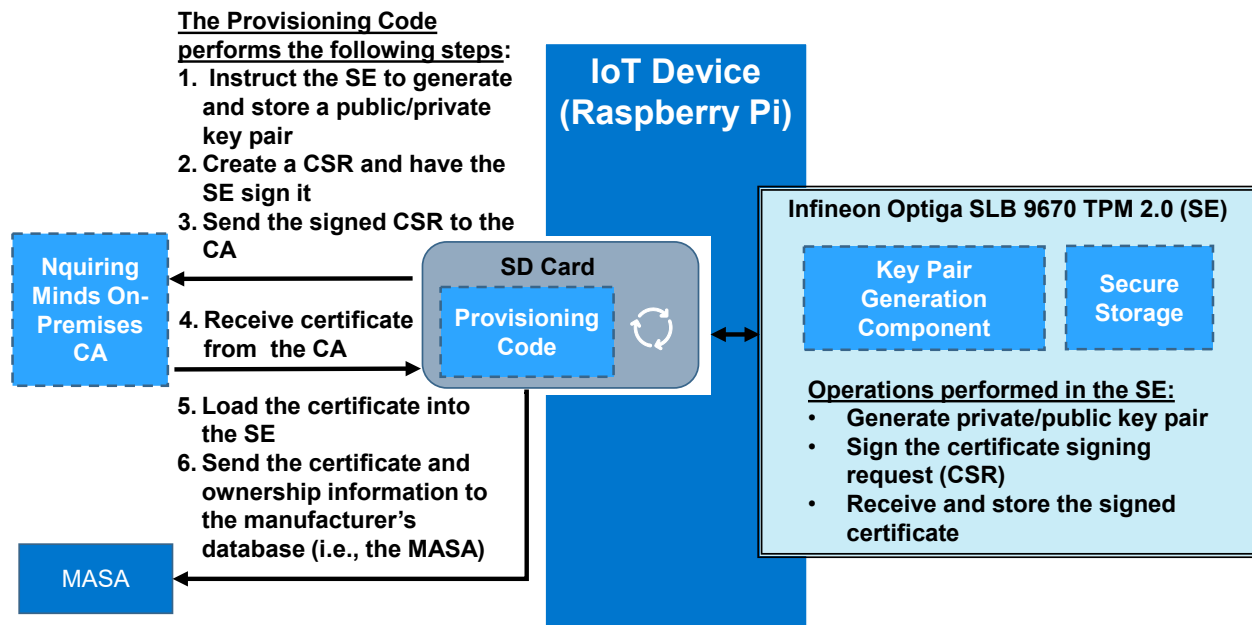 The Provisioning Code
performs the following steps:
1. Instruct the SE to generate
and store a public/private
key pair
2. Create a CSR and have the
SE sign it
3. Send the signed CSR to the
CA
4. Receive certificate
from the CA
5. Load the certificate into
the SE
6. Send the certificate and
ownership information to
the manufacturer's
database (i.e., the MASA)
Nquiring
Minds On-
Premises
CA
MASA
IoT Device
(Raspberry Pi)
SD Card
Provisioning
Code
Infineon Optiga SLB 9670 TPM 2.0 (SE)
Key Pair
Generation
Component
Secure
Storage
Operations performed in the SE:
• Generate private/public key pair
• Sign the certificate signing
request (CSR)
• Receive and store the signed
certificate